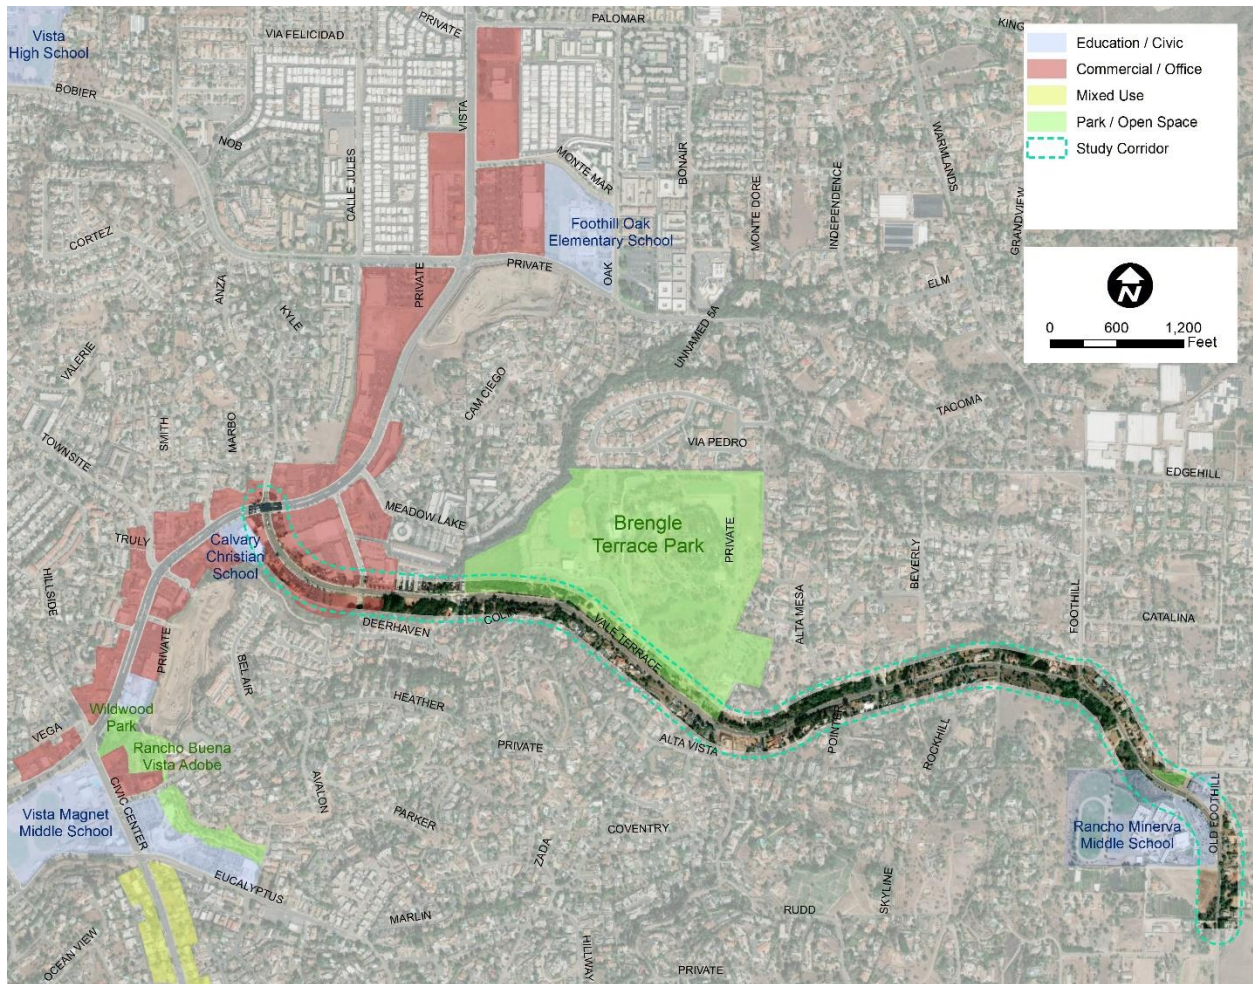 PALOMAR
KING
PRIVATE
Vista
High School
VIA FELICIDAD
Education / Civic
Commercial / Office
Mixed Use
Park / Open Space
Study Corridor
BOBIER
VISTA
NOB
MONTE MAR
BONAIR
WARMLANDS
CALLE JULES
MONTE DORE
INDEPENDENCE
GRANDVIEW
CORTEZ
Foothill Oak
Elementary School
PRIVATE
OAK
PRIVATE
ANZA
KYLE
ELM
N
0 600 1,200
Feet
UNNAMED 5A
VALERIE
CAM CIEGO
TACOMA
SMITH
MARBO
TOWNSITE
VIA PEDRO
EDGEHILL
MEADOW LAKE
Brengle
Terrace Park
PRIVATE
TRULY
Calvary
Christian
School
HILLSIDE
BEVERLY
ALTA MESA
FOOTHILL
CATALINA
DEERHAVEN
VALE TERRACE
PRIVATE
BEL AIR
HEATHER
Wildwood
Park
VEGA
Rancho Buena
Vista Adobe
PRIVATE
ALTA VISTA
ROCKHILL
CIVIC CENTER
AVALON
Vista Magnet
Middle School
PARKER
COVENTRY
Rancho Minerva
Middle School
OLD FOOTHILL
ZADA
EUCALYPTUS
MARLIN
RUDD
SKYLINE
OCEAN VIEW
HILLWAY
PRIVATE